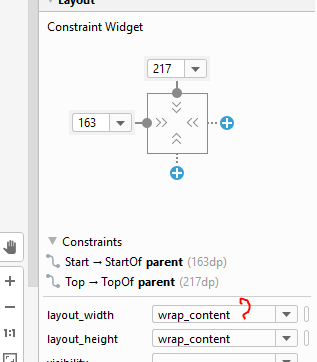 Layout
Constraint Widget
217
163
Constraints
Start → StartOf parent (163dp)
Top → TopOf parent (217dp)
layout_width wrap_content
layout_height wrap_content
visibility
1:1